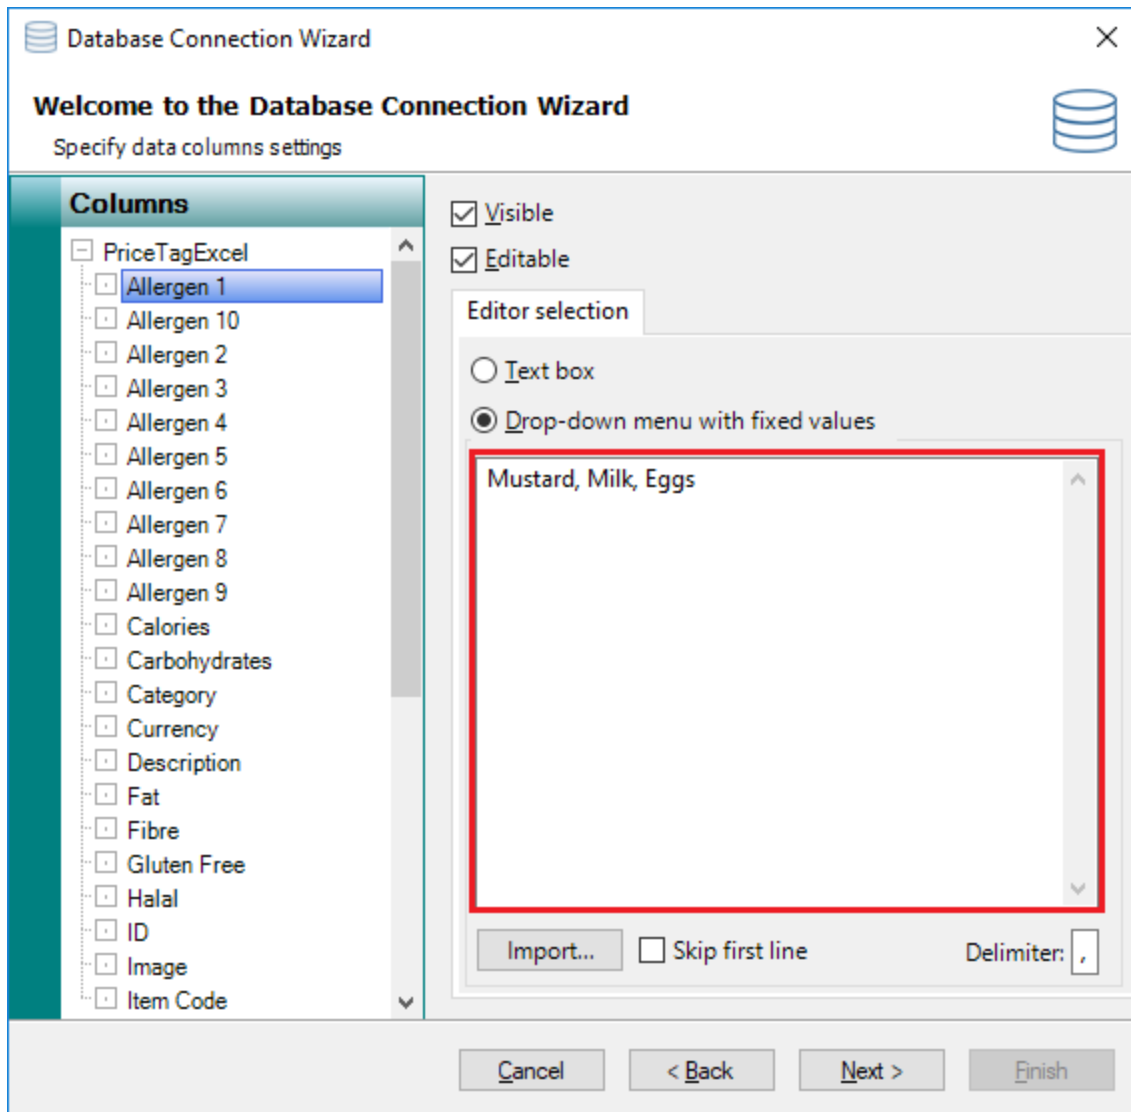 Database Connection Wizard
Welcome to the Database Connection Wizard
Specify data columns settings
Columns
PriceTagExcel
Allergen 1
Allergen 10
Allergen 2
Allergen 3
Allergen 4
Allergen 5
Allergen 6
Allergen 7
Allergen 8
Allergen 9
Calories
Carbohydrates
Category
Currency
Description
Fat
Fibre
Gluten Free
Halal
ID
Image
Item Code
Visible
Editable
Editor selection
Text box
Drop-down menu with fixed values
Mustard, Milk, Eggs
Import... Skip first line Delimiter: ,
Cancel < Back Next > Finish